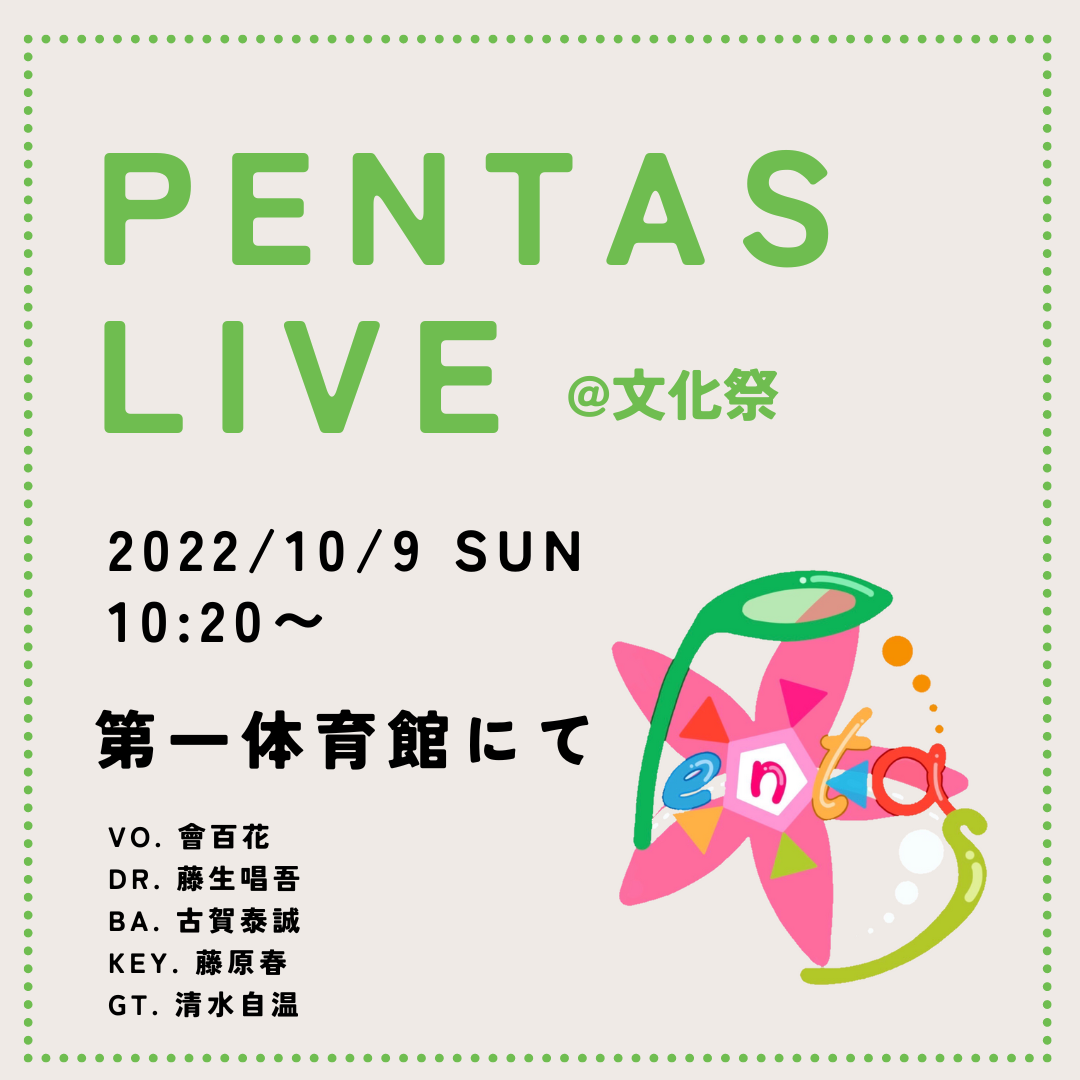 PENTAS
LIVE @文化祭
2022/10/9 SUN
10:20〜
第一体育館にて
VO. 會百花
DR. 藤生唱吾
BA. 古賀泰誠
KEY. 藤原春
GT. 清水自温
Pentas